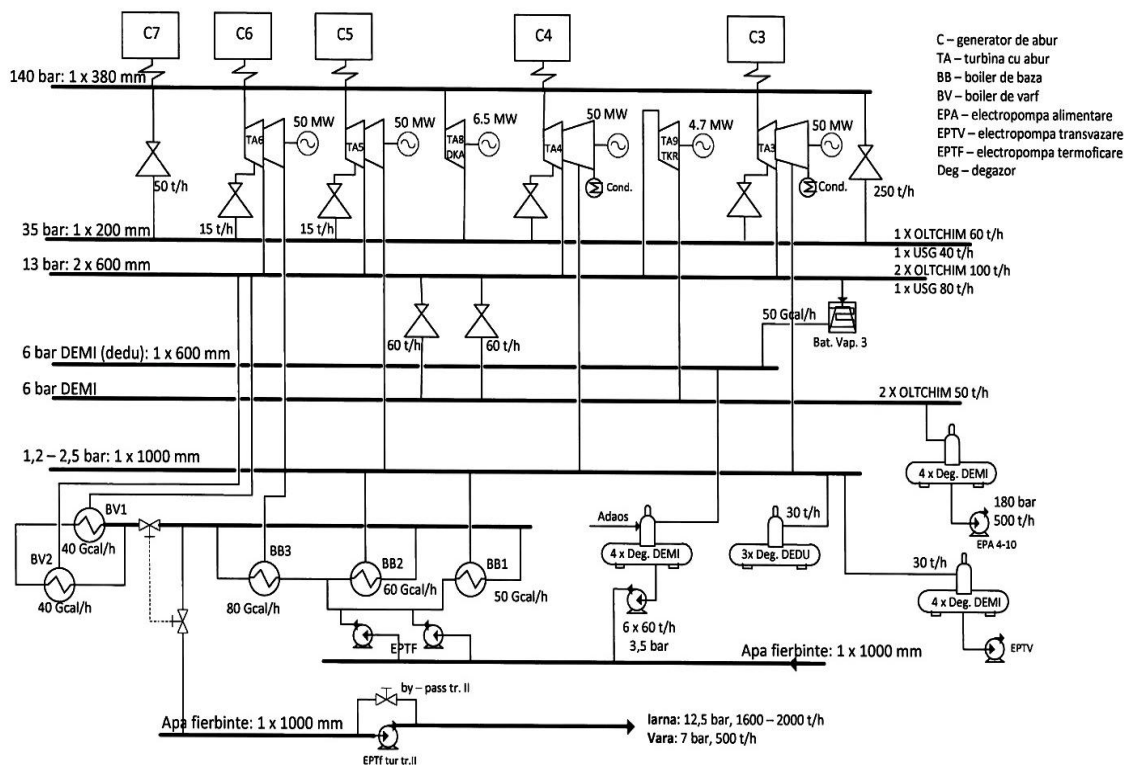 C7
C6
C5
C4
C3
C – generator de abur
TA – turbina cu abur
BB – boiler de baza
BV – boiler de varf
EPA – electropompa alimentare
EPTV – electropompa transvazare
EPTF – electropompa termoficare
Deg – degazor
140 bar: 1 x 380 mm
50 MW
50 MW
6.5 MW
50 MW
4.7 MW
50 MW
TA6
TA5
TA8
DKA
TA4
TA9
TKR
TA3
50 t/h
Cond.
Cond.
250 t/h
15 t/h
15 t/h
35 bar: 1 x 200 mm
1 X OLTCHIM 60 t/h
1 x USG 40 t/h
13 bar: 2 x 600 mm
2 X OLTCHIM 100 t/h
1 x USG 80 t/h
50 Gcal/h
60 t/h
60 t/h
Bat. Vap. 3
6 bar DEMI (dedu): 1 x 600 mm
6 bar DEMI
2 X OLTCHIM 50 t/h
1,2 – 2,5 bar: 1 x 1000 mm
4 x Deg. DEMI
180 bar
500 t/h
EPA 4-10
BV1
40 Gcal/h
BV2
40 Gcal/h
BB3
80 Gcal/h
BB2
60 Gcal/h
BB1
50 Gcal/h
Adaos
4 x Deg. DEMI
30 t/h
3x Deg. DEDU
30 t/h
4 x Deg. DEMI
6 x 60 t/h
3,5 bar
EPTF
EPTV
Apa fierbinte: 1 x 1000 mm
by – pass tr. II
Apa fierbinte: 1 x 1000 mm
Iarna: 12,5 bar, 1600 – 2000 t/h
Vara: 7 bar, 500 t/h
EPTf tur tr.II